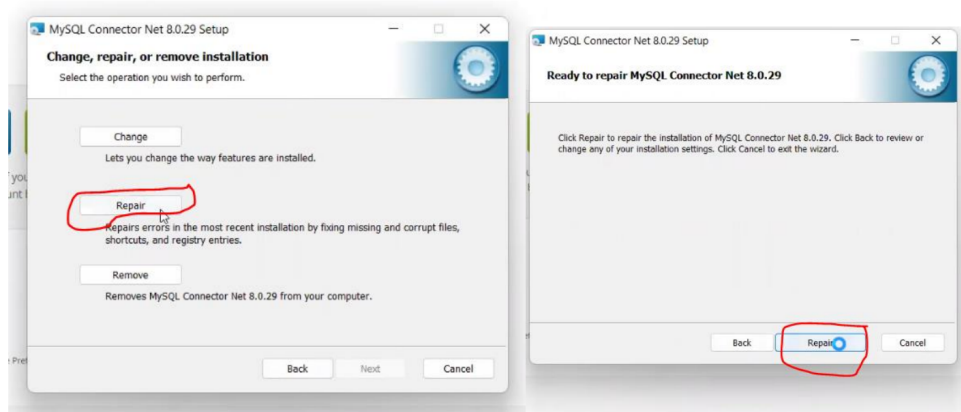 MySQL Connector Net 8.0.29 Setup
Change, repair, or remove installation
Select the operation you wish to perform.
Change
Lets you change the way features are installed.
Repair
Repairs errors in the most recent installation by fixing missing and corrupt files,
shortcuts, and registry entries.
Remove
Removes MySQL Connector Net 8.0.29 from your computer.
Back
Next
Cancel
MySQL Connector Net 8.0.29 Setup
Ready to repair MySQL Connector Net 8.0.29
Click Repair to repair the installation of MySQL Connector Net 8.0.29. Click Back to review or
change any of your installation settings. Click Cancel to exit the wizard.
Back
Repair
Cancel